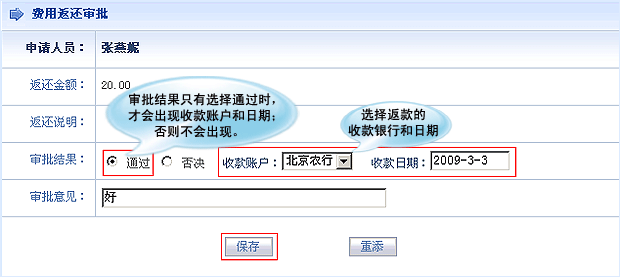 费用返还审批
申请人员： 张燕妮
返还金额： 20.00
审批结果只有选择通过时，
才会出现收款账户和日期；
否则不会出现。
选择返款的
收款银行和日期
返还说明：
审批结果： 通过 否决 收款账户： 北京农行 收款日期： 2009-3-3
审批意见： 好
保存 重添